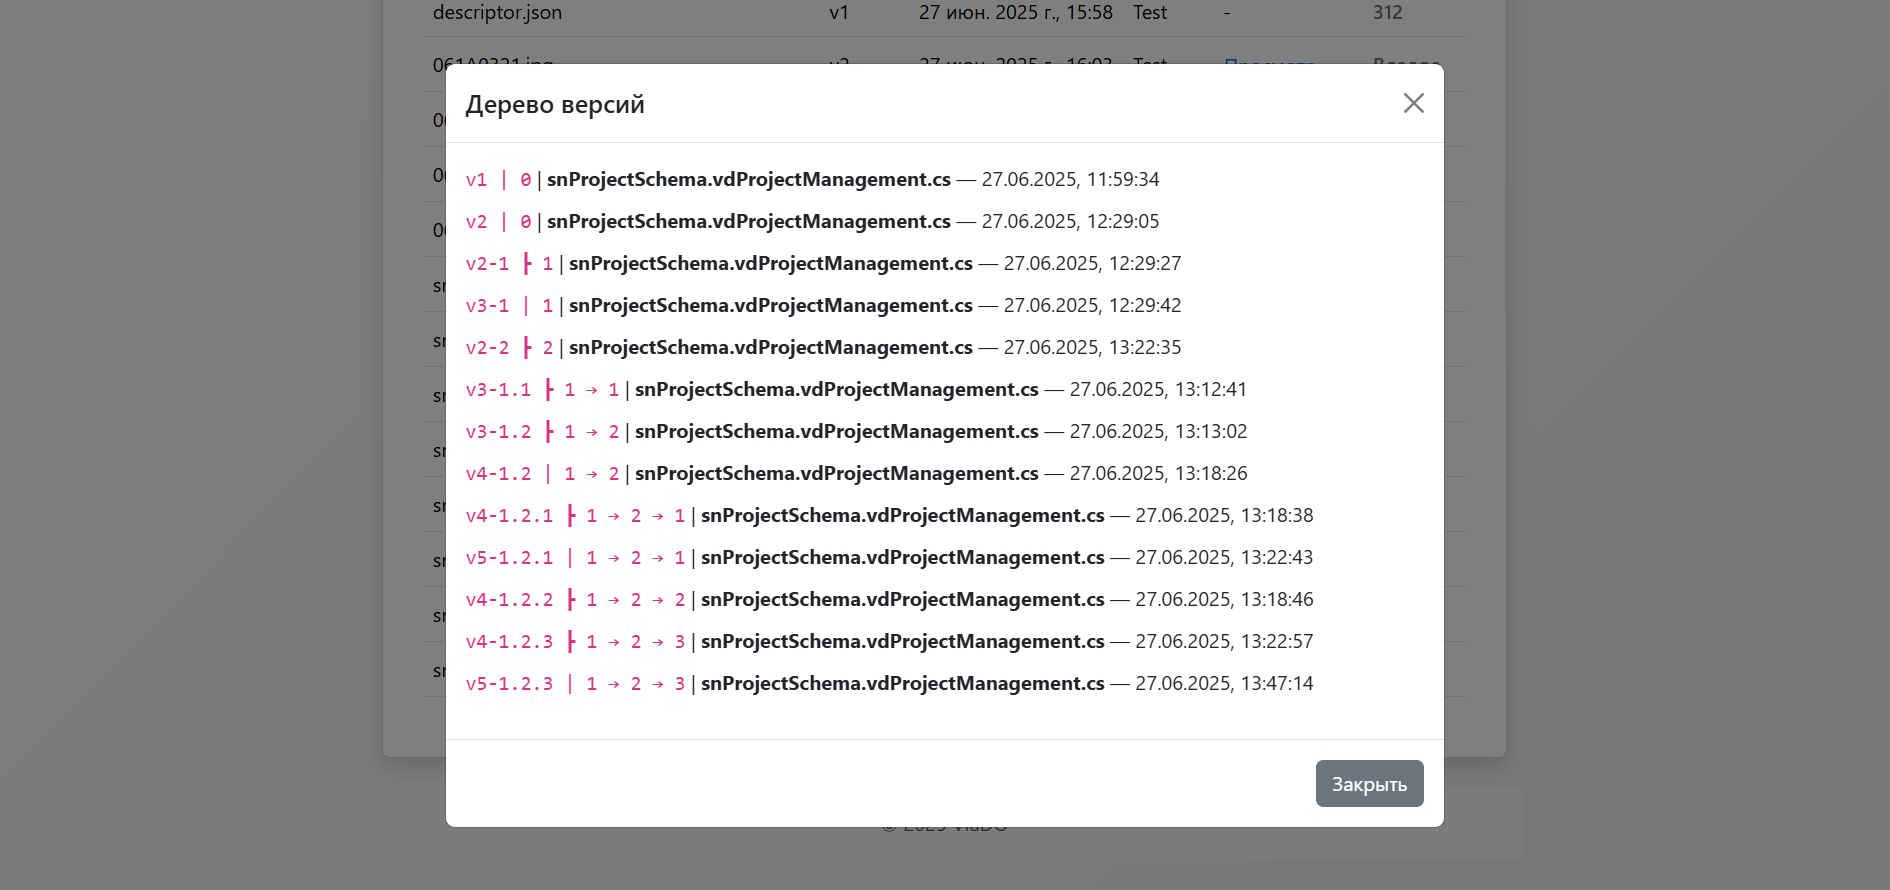 descriptor.json v1 27 июн. 2025 г., 15:58 Test - 312
Дерево версий
v1 | 0 | snProjectSchema.vdProjectManagement.cs — 27.06.2025, 11:59:34
v2 | 0 | snProjectSchema.vdProjectManagement.cs — 27.06.2025, 12:29:05
v2-1 ┣ 1 | snProjectSchema.vdProjectManagement.cs — 27.06.2025, 12:29:27
v3-1 | 1 | snProjectSchema.vdProjectManagement.cs — 27.06.2025, 12:29:42
v2-2 ┣ 2 | snProjectSchema.vdProjectManagement.cs — 27.06.2025, 13:22:35
v3-1.1 ┣ 1 → 1 | snProjectSchema.vdProjectManagement.cs — 27.06.2025, 13:12:41
v3-1.2 ┣ 1 → 2 | snProjectSchema.vdProjectManagement.cs — 27.06.2025, 13:13:02
v4-1.2 | 1 → 2 | snProjectSchema.vdProjectManagement.cs — 27.06.2025, 13:18:26
v4-1.2.1 ┣ 1 → 2 → 1 | snProjectSchema.vdProjectManagement.cs — 27.06.2025, 13:18:38
v5-1.2.1 | 1 → 2 → 1 | snProjectSchema.vdProjectManagement.cs — 27.06.2025, 13:22:43
v4-1.2.2 ┣ 1 → 2 → 2 | snProjectSchema.vdProjectManagement.cs — 27.06.2025, 13:18:46
v4-1.2.3 ┣ 1 → 2 → 3 | snProjectSchema.vdProjectManagement.cs — 27.06.2025, 13:22:57
v5-1.2.3 | 1 → 2 → 3 | snProjectSchema.vdProjectManagement.cs — 27.06.2025, 13:47:14
Закрыть